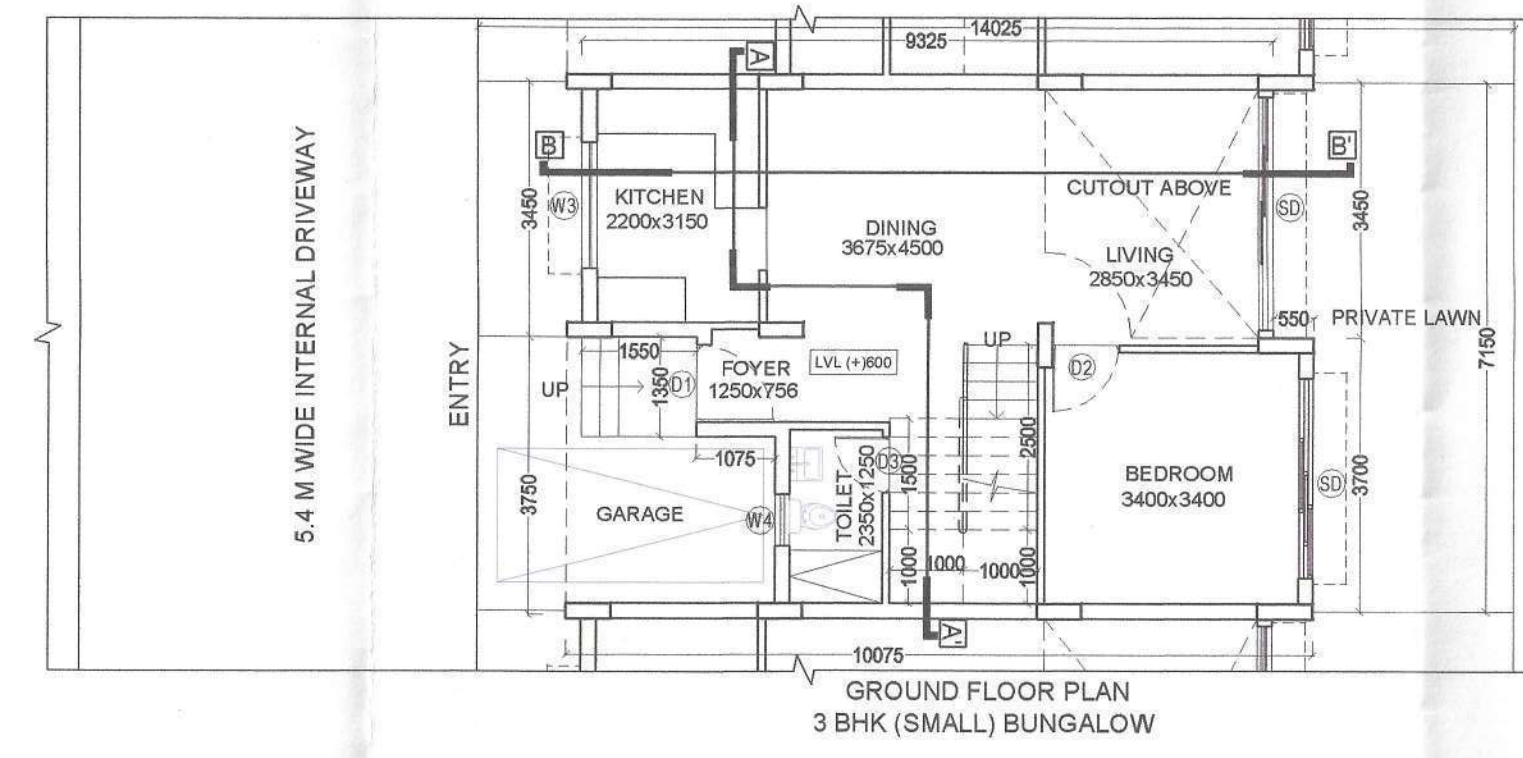 14025
9325
A
B
B'
5.4 M WIDE INTERNAL DRIVEWAY
ENTRY
3450
W3
KITCHEN
2200x3150
DINING
3675x4500
CUTOUT ABOVE
LIVING
2850x3450
SD
3450
550
PRIVATE LAWN
7150
1550
UP
1350
D1
FOYER
1250x756
LVL (+)600
UP
D2
3750
1075
GARAGE
W4
TOILET
2350x1250
D3
1500
2500
1000
1000
1000
1000
BEDROOM
3400x3400
SD
3700
A'
10075
GROUND FLOOR PLAN
3 BHK (SMALL) BUNGALOW